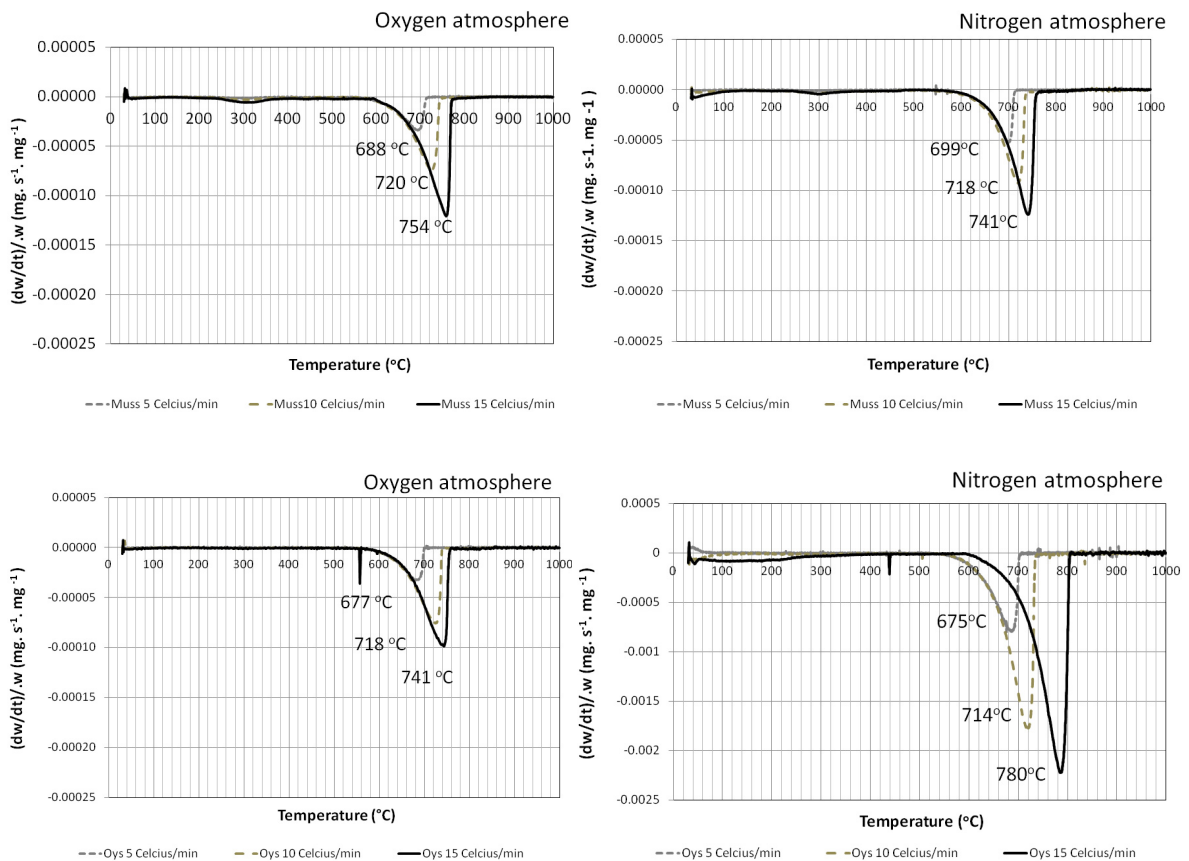 Oxygen atmosphere
0.00005
0.00000
-0.00005
-0.00010
-0.00015
-0.00020
-0.00025
(dw/dt)/.w (mg. s-1. mg -1)
0 100 200 300 400 500 600 700 800 900 1000
688 °C
720 °C
754 °C
Temperature (°C)
Muss 5 Celcius/min Muss10 Celcius/min Muss 15 Celcius/min
Nitrogen atmosphere
0.00005
0.00000
-0.00005
-0.00010
-0.00015
-0.00020
-0.00025
(dw/dt)/.w (mg. s-1. mg -1)
0 100 200 300 400 500 600 700 800 900 1000
699°C
718 °C
741°C
Temperature (°C)
Muss 5 Celcius/min Muss 10 Celcius/min Muss 15 Celcius/min
Oxygen atmosphere
0.00005
0.00000
-0.00005
-0.00010
-0.00015
-0.00020
-0.00025
(dw/dt)/.w (mg. s-1. mg-1)
0 100 200 300 400 500 600 700 800 900 1000
677 °C
718 °C
741 °C
Temperature (°C)
Oys 5 Celcius/min Oys 10 Celcius/min Oys 15 Celcius/min
Nitrogen atmosphere
0.0005
0
-0.0005
-0.001
-0.0015
-0.002
-0.0025
(dw/dt)/.w (mg. s-1. mg-1)
0 100 200 300 400 500 600 700 800 900 1000
675°C
714°C
780°C
Temperature (°C)
Oys 5 Celcius/min Oys 10 Celcius/min Oys 15 Celcius/min